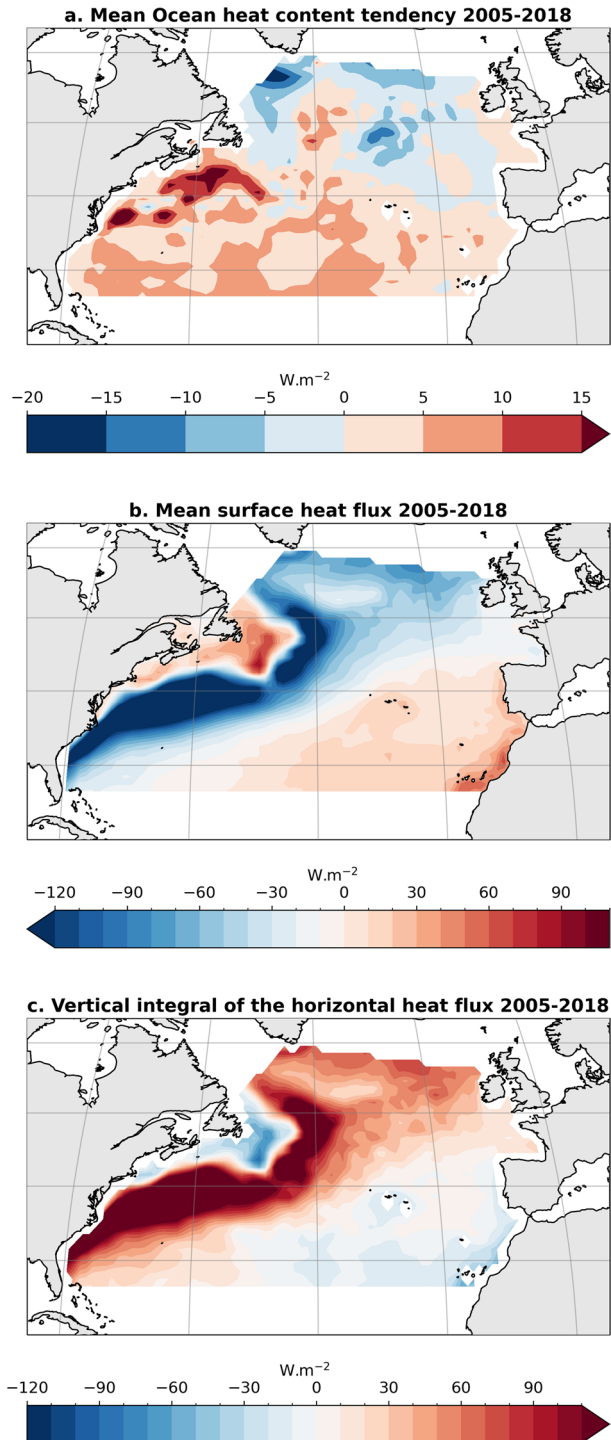 a. Mean Ocean heat content tendency 2005-2018
W.m⁻²
−20 −15 −10 −5 0 5 10 15
b. Mean surface heat flux 2005-2018
W.m⁻²
−120 −90 −60 −30 0 30 60 90
c. Vertical integral of the horizontal heat flux 2005-2018
W.m⁻²
−120 −90 −60 −30 0 30 60 90